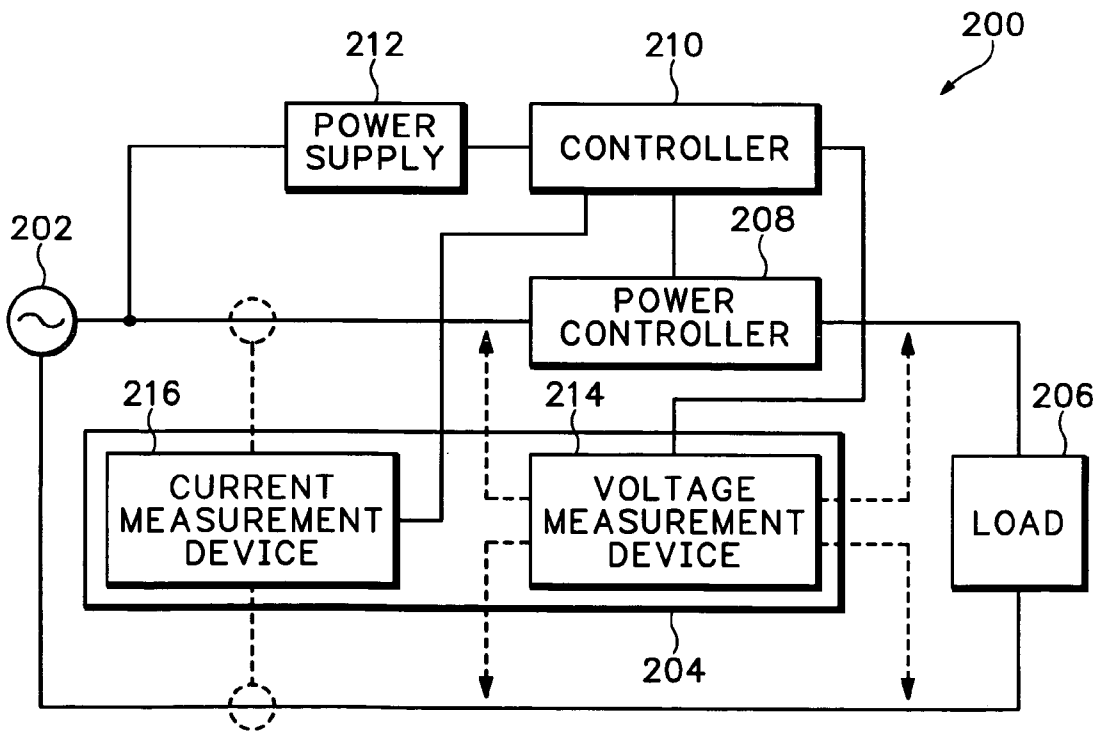 200
212
210
POWER
SUPPLY
CONTROLLER
202
208
POWER
CONTROLLER
216
214
206
CURRENT
MEASUREMENT
DEVICE
VOLTAGE
MEASUREMENT
DEVICE
LOAD
204